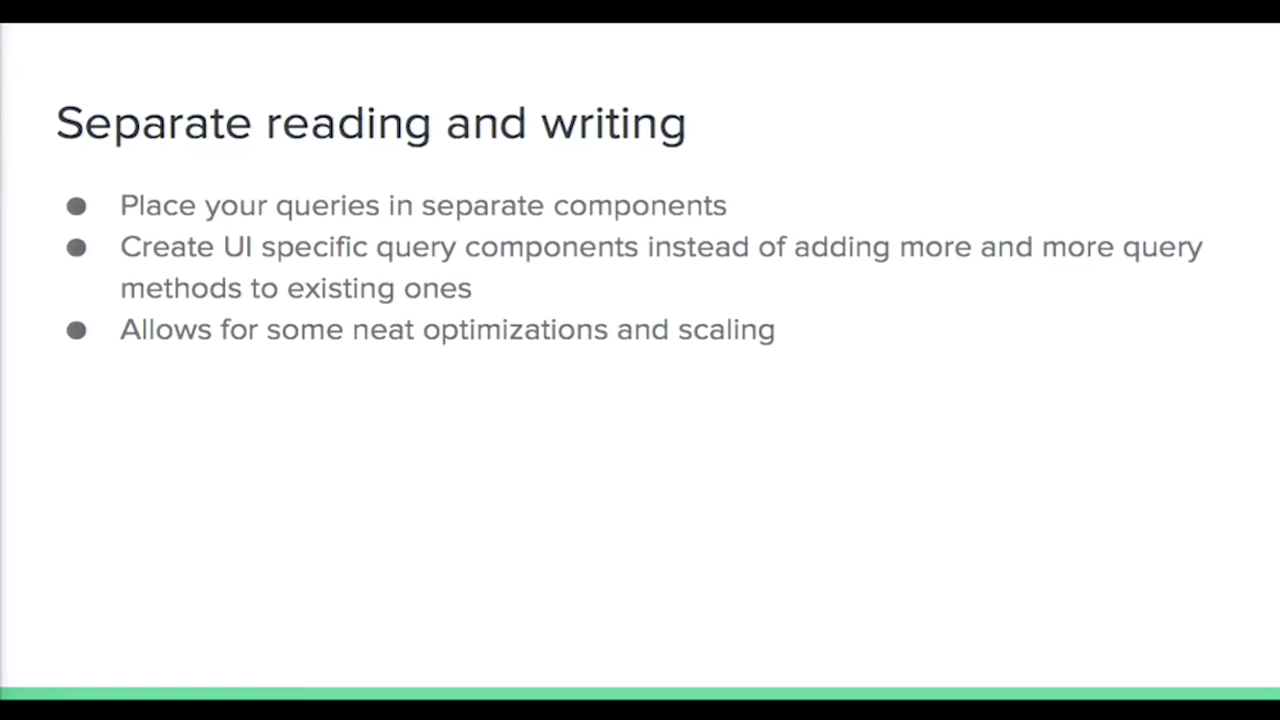 Separate reading and writing
● Place your queries in separate components
● Create UI specific query components instead of adding more and more query
methods to existing ones
● Allows for some neat optimizations and scaling